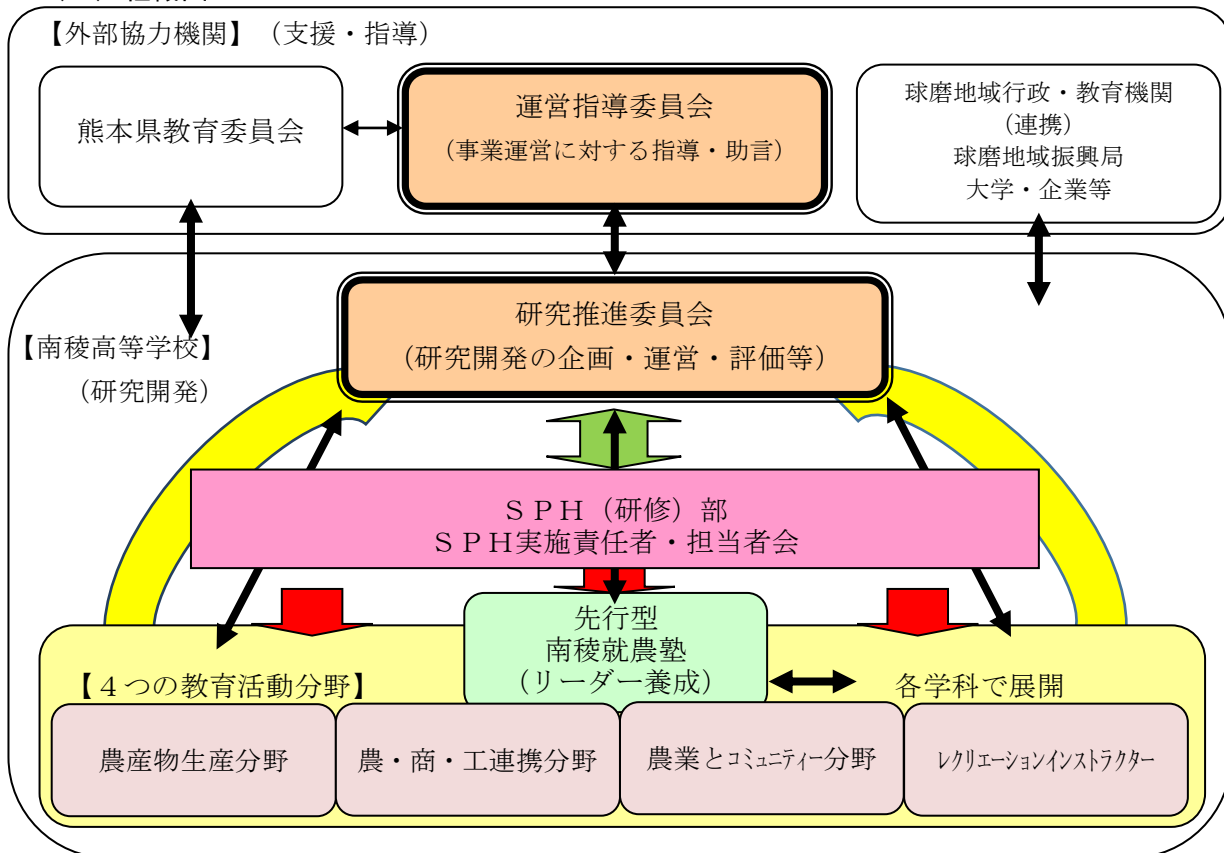 【外部協力機関】（支援・指導）
熊本県教育委員会
運営指導委員会
（事業運営に対する指導・助言）
球磨地域行政・教育機関
（連携）
球磨地域振興局
大学・企業等
研究推進委員会
（研究開発の企画・運営・評価等）
【南稜高等学校】
（研究開発）
ＳＰＨ（研修）部
ＳＰＨ実施責任者・担当者会
先行型
南稜就農塾
（リーダー養成）
【４つの教育活動分野】
各学科で展開
農産物生産分野
農・商・工連携分野
農業とコミュニティー分野
レクリエーションインストラクター